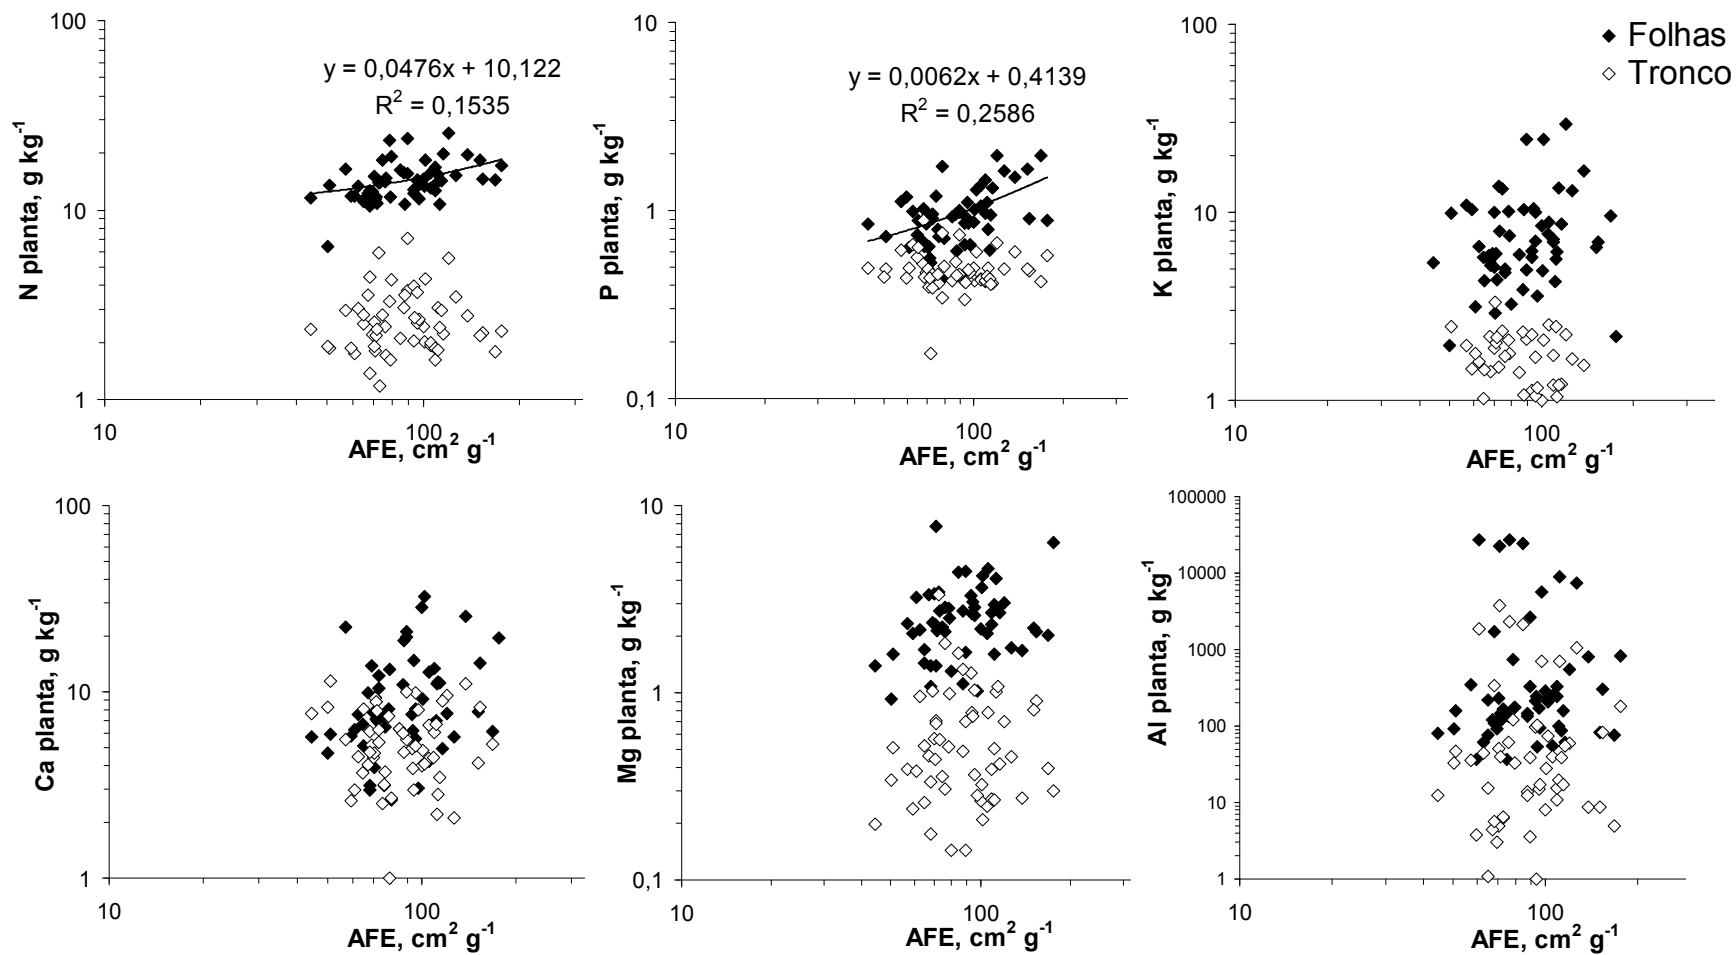 100
10
1
10
100
N planta, g kg⁻¹
AFE, cm² g⁻¹
y = 0,0476x + 10,122
R² = 0,1535
10
1
0,1
10
100
P planta, g kg⁻¹
AFE, cm² g⁻¹
y = 0,0062x + 0,4139
R² = 0,2586
100
10
1
10
100
K planta, g kg⁻¹
AFE, cm² g⁻¹
Folhas
Tronco
100
10
1
10
100
Ca planta, g kg⁻¹
AFE, cm² g⁻¹
10
1
0,1
10
100
Mg planta, g kg⁻¹
AFE, cm² g⁻¹
100000
10000
1000
100
10
1
10
100
Al planta, g kg⁻¹
AFE, cm² g⁻¹